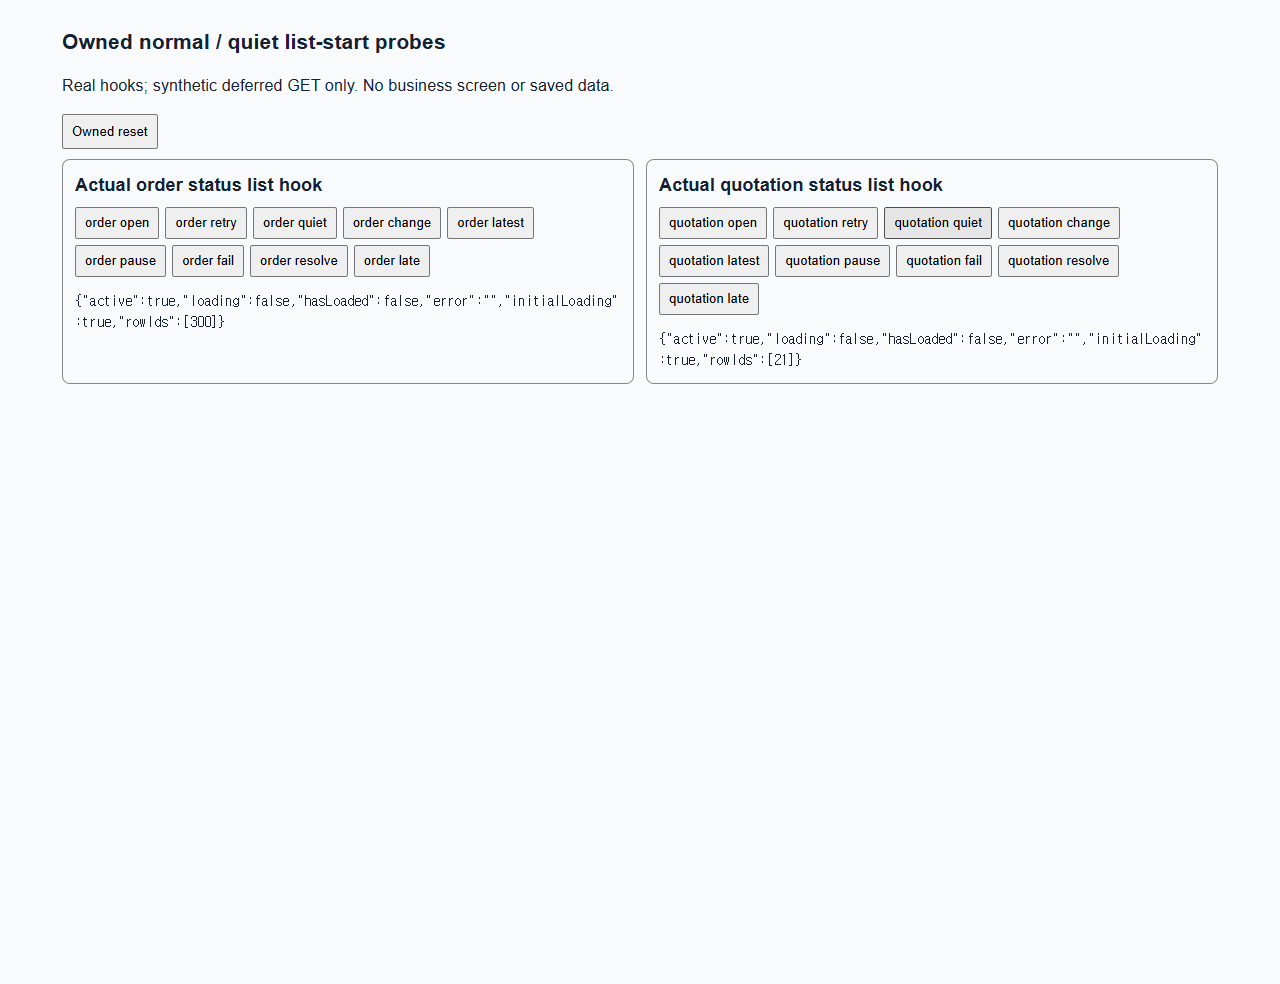 Owned normal / quiet list-start probes
Real hooks; synthetic deferred GET only. No business screen or saved data.
Owned reset
Actual order status list hook
order open order retry order quiet order change order latest
order pause order fail order resolve order late
{"active":true,"loading":false,"hasLoaded":false,"error":"","initialLoading"
:true,"rowIds":[300]}
Actual quotation status list hook
quotation open quotation retry quotation quiet quotation change
quotation latest quotation pause quotation fail quotation resolve
quotation late
{"active":true,"loading":false,"hasLoaded":false,"error":"","initialLoading"
:true,"rowIds":[21]}